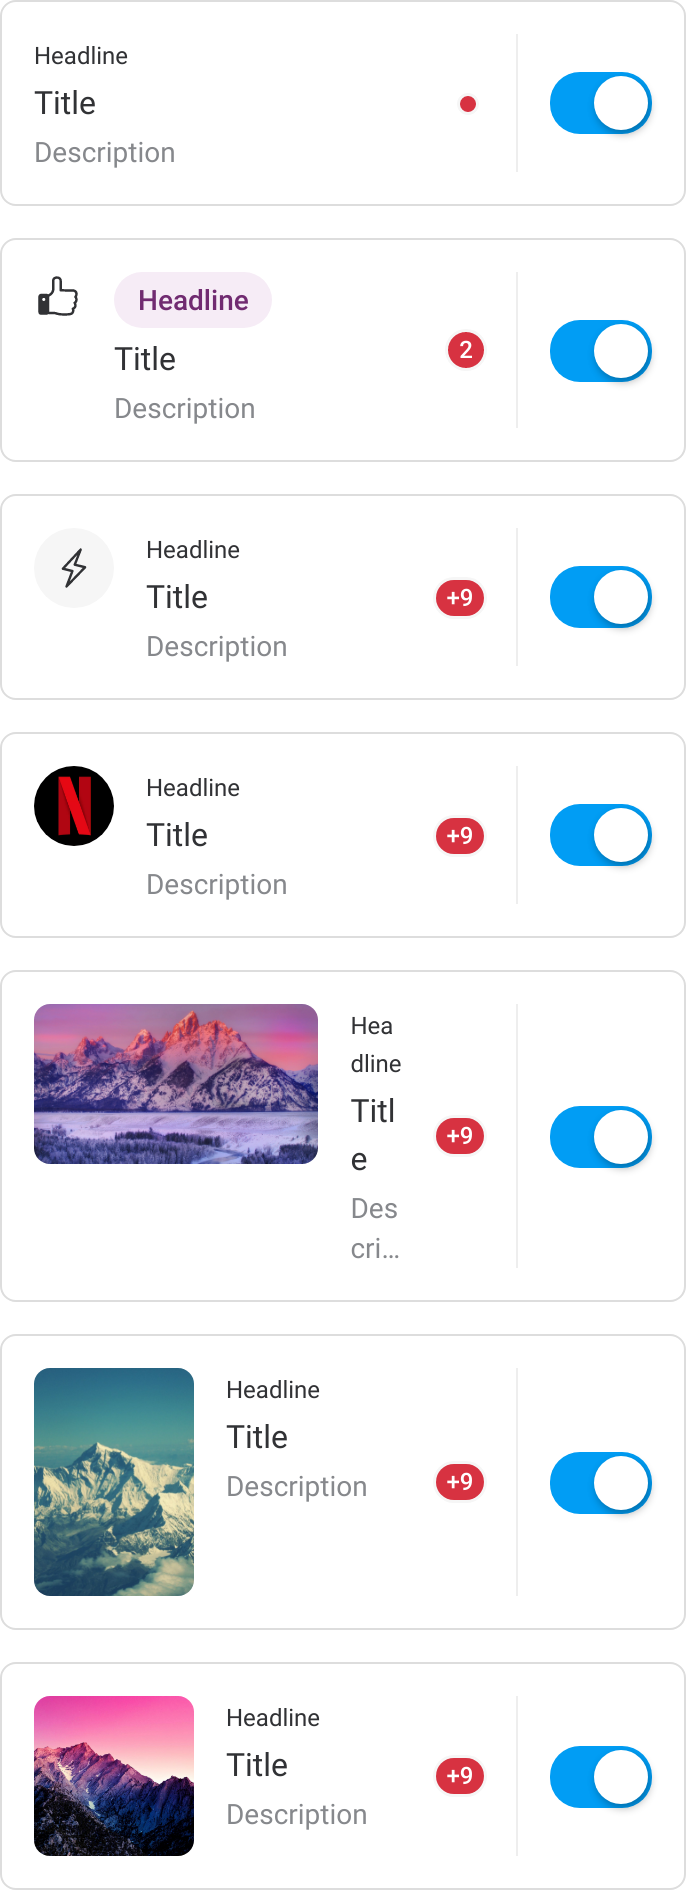 Headline
Title
Description
Headline
Title
2
Description
Headline
Title
+9
Description
N
Headline
Title
+9
Description
Hea
dline
Titl
e
+9
Des
cri...
Headline
Title
Description
+9
Headline
Title
+9
Description